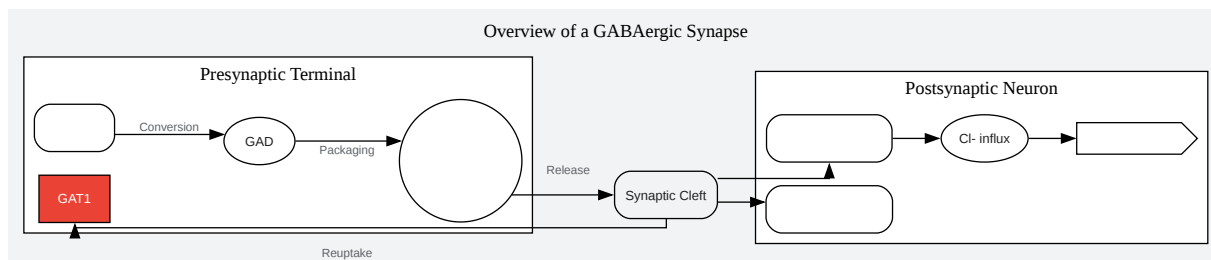 Overview of a GABAergic Synapse
Presynaptic Terminal
Postsynaptic Neuron
Conversion
GAD
Packaging
Release
Cl- influx
GAT1
Synaptic Cleft
Reuptake